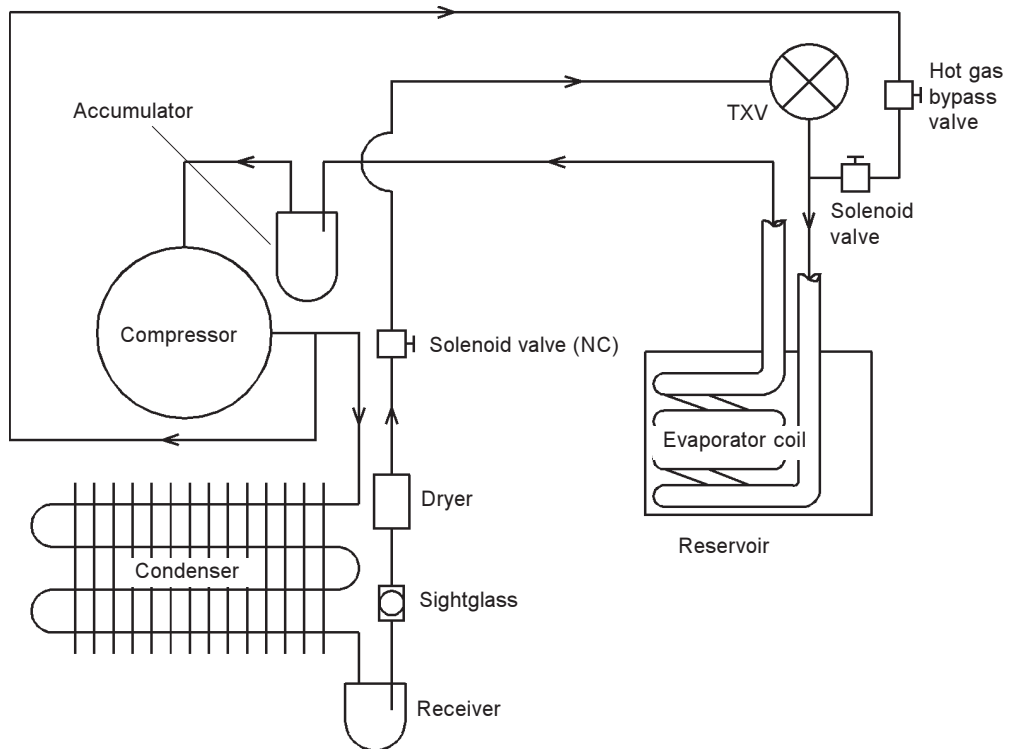 Hot gas
bypass
valve
Accumulator
TXV
Solenoid
valve
Compressor
Solenoid valve (NC)
Evaporator coil
Dryer
Reservoir
Condenser
Sightglass
Receiver